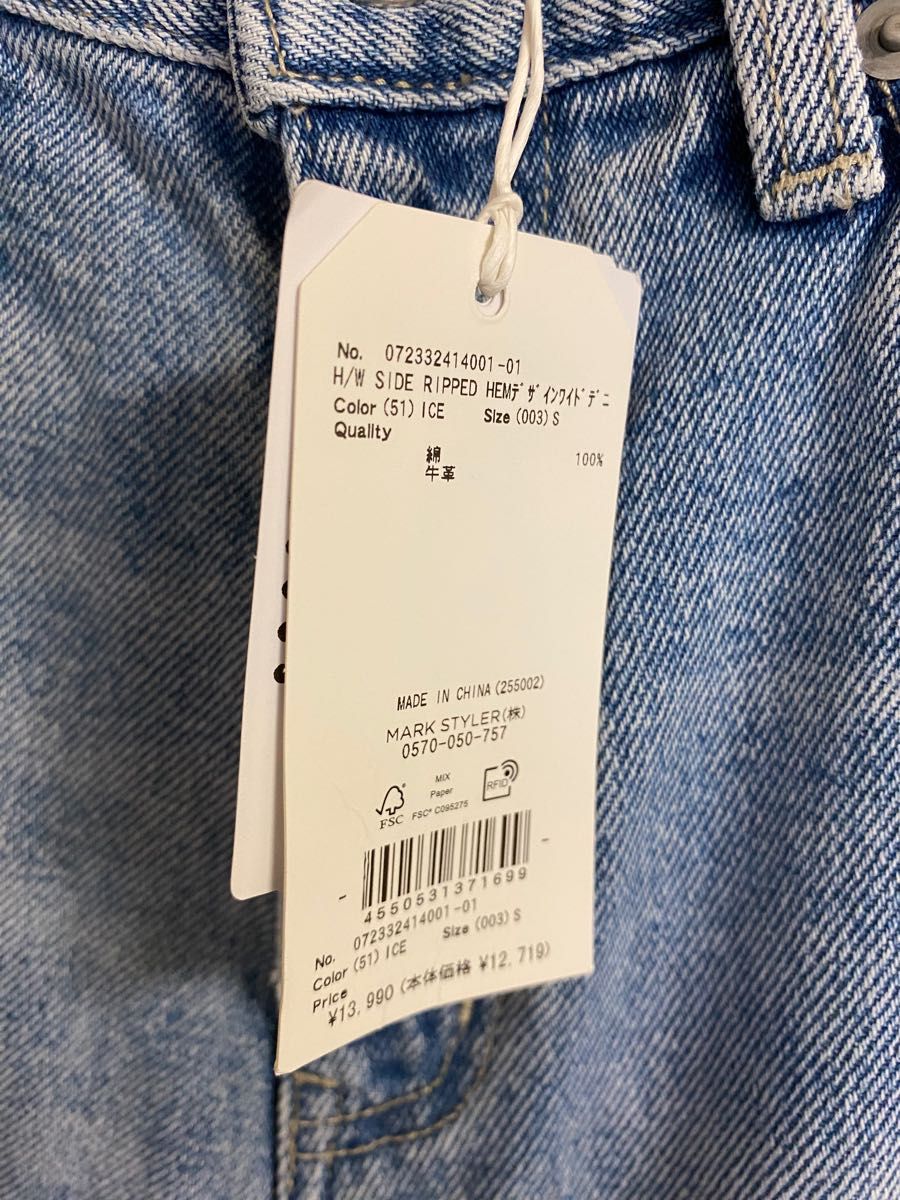 No. 072332414001-01
H/W SIDE RIPPED HEMﾃﾞｻﾞｲﾝﾜｲﾄﾞﾃﾞﾆ
Color (51) ICE Size (003) S
Quality
綿 100%
牛革
MADE IN CHINA (255002)
MARK STYLER(株)
0570-050-757
MIX
Paper
FSC® C095275
FSC
RFID
4550531371699
No. 072332414001-01
Color (51) ICE Size (003) S
Price
¥13,990 (本体価格 ¥12,719)